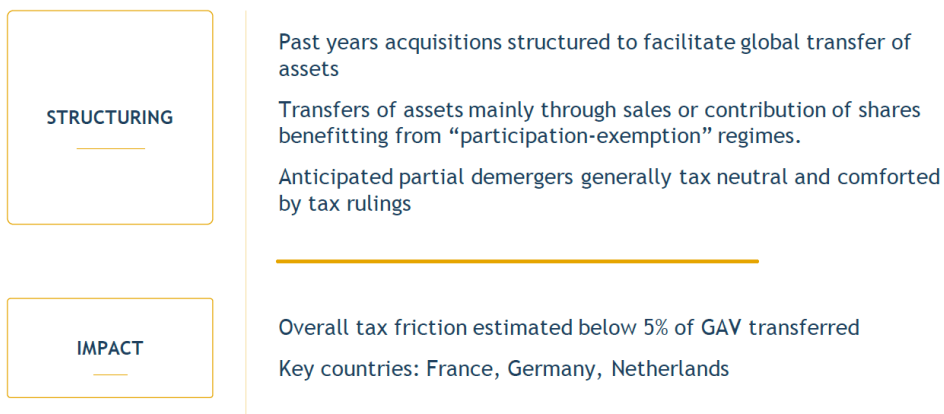 STRUCTURING
Past years acquisitions structured to facilitate global transfer of
assets
Transfers of assets mainly through sales or contribution of shares
benefitting from “participation-exemption” regimes.
Anticipated partial demergers generally tax neutral and comforted
by tax rulings
IMPACT
Overall tax friction estimated below 5% of GAV transferred
Key countries: France, Germany, Netherlands